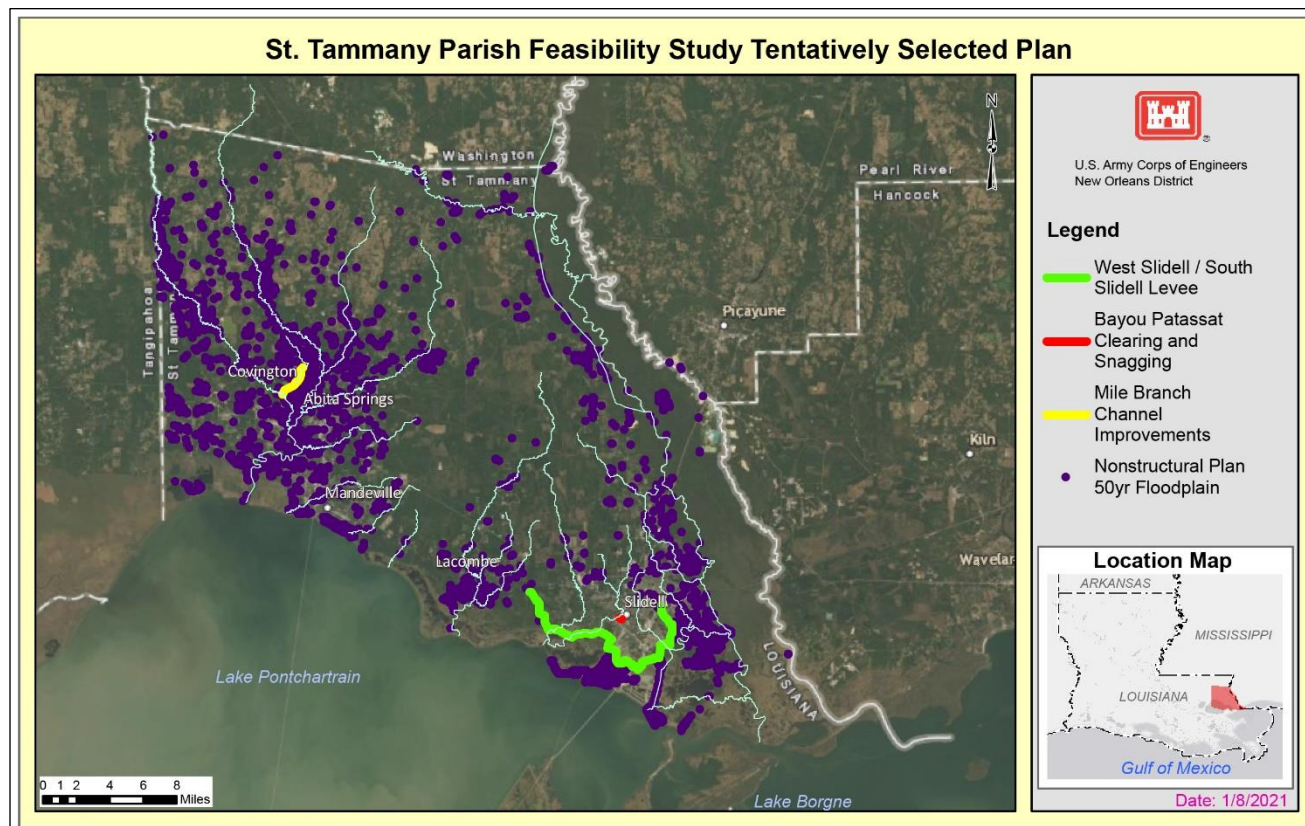 St. Tammany Parish Feasibility Study Tentatively Selected Plan
N
Washington
St Tammany
Pearl River
Hancock
Tangipahoa
St Tamman
Picayune
Covington
Abita Springs
Kiln
Mandeville
Lacombe
Wavelan
Slidell
LOUISIANA
Lake Pontchartrain
Lake Borgne
0 1 2 4 6 8
Miles
®
U.S. Army Corps of Engineers
New Orleans District
Legend
West Slidell / South
Slidell Levee
Bayou Patassat
Clearing and
Snagging
Mile Branch
Channel
Improvements
Nonstructural Plan
50yr Floodplain
Location Map
ARKANSAS
MISSISSIPPI
LOUISIANA
Gulf of Mexico
Date: 1/8/2021